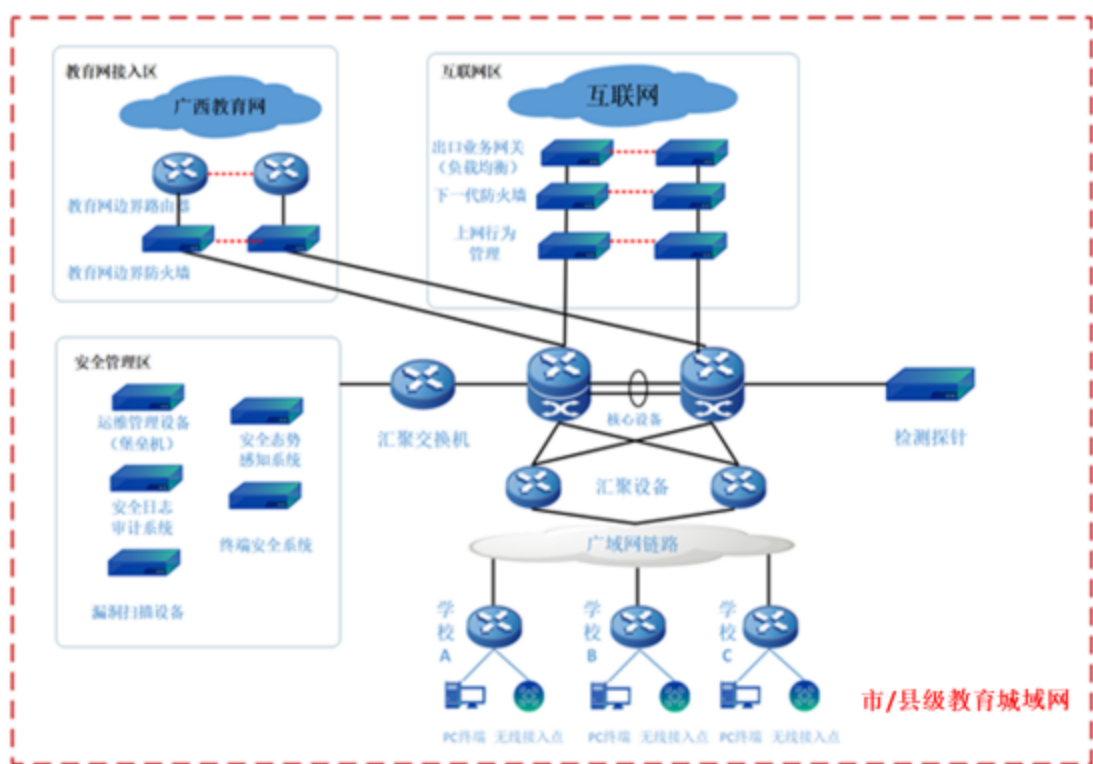 教育网接入区
广西教育网
教育网边界路由器
教育网边界防火墙
互联网区
互联网
出口业务网关
（负载均衡）
下一代防火墙
上网行为
管理
安全管理区
运维管理设备
（堡垒机）
安全态势
感知系统
安全日志
审计系统
终端安全系统
漏洞扫描设备
汇聚交换机
核心设备
检测探针
汇聚设备
广域网链路
学校A
学校B
学校C
PC终端 无线接入点
PC终端 无线接入点
PC终端 无线接入点
市/县级教育城域网